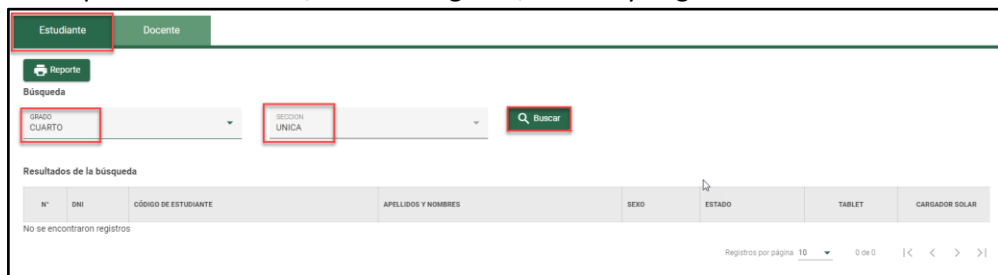 Estudiante Docente
Reporte
Búsqueda
GRADO SECCION
CUARTO UNICA Buscar
Resultados de la búsqueda
N° DNI CÓDIGO DE ESTUDIANTE APELLIDOS Y NOMBRES SEXO ESTADO TABLET CARGADOR SOLAR
No se encontraron registros
Registros por página 10 0 de 0